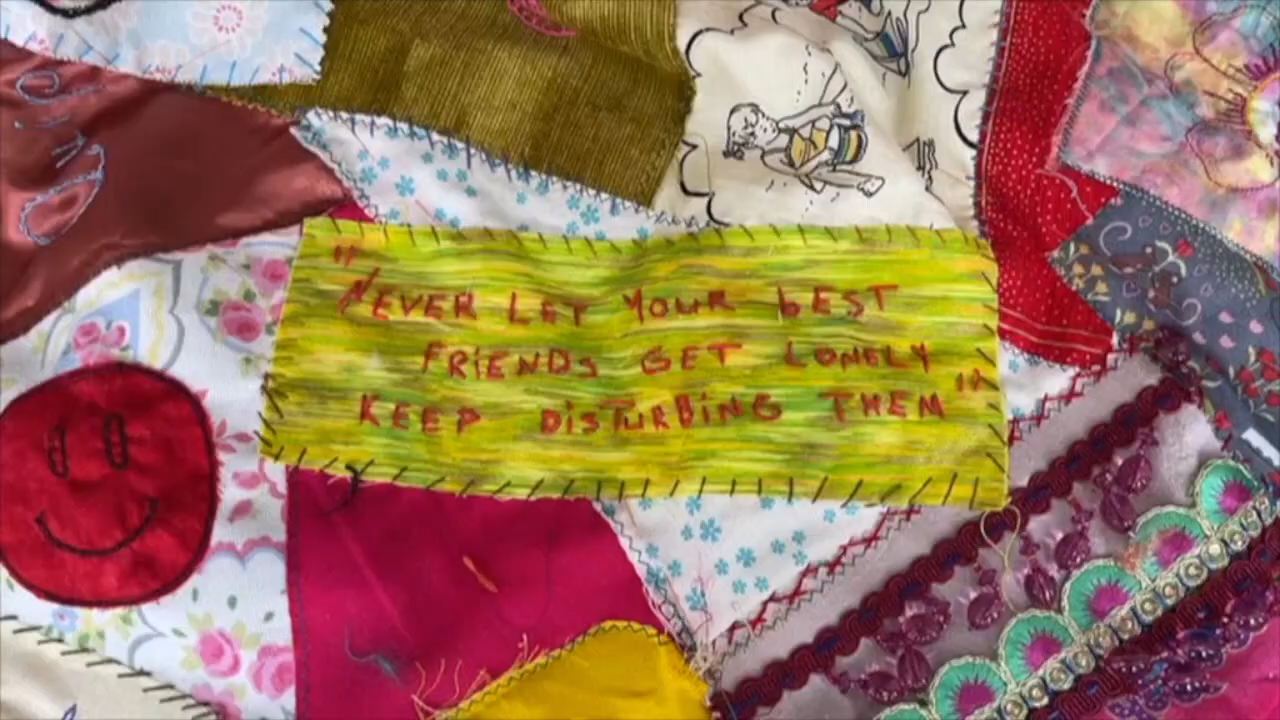 "NEVER LET YOUR bEST
FRiENDS GET LONELY
KEEP DiSTURBiNG THEM"